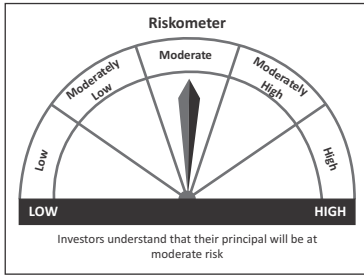 Riskometer
Moderate
Moderately
Low
Moderately
High
Low
High
LOW
HIGH
Investors understand that their principal will be at
moderate risk